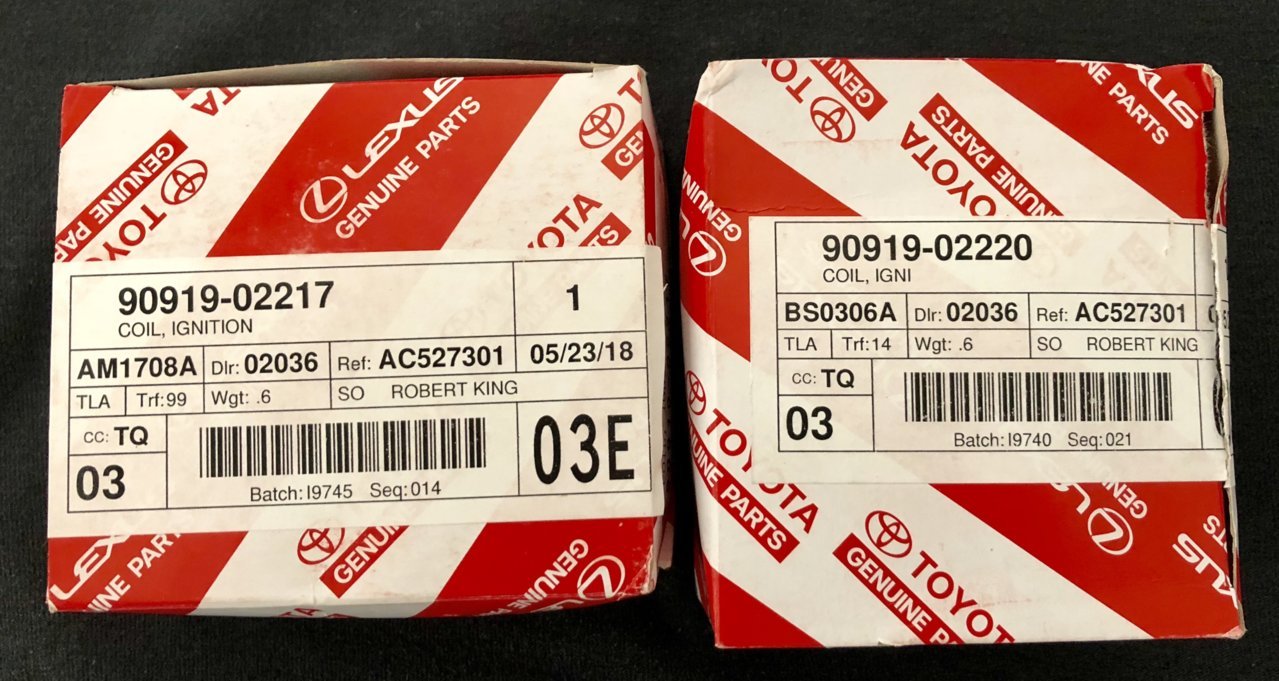 TOYOTA
GENUINE PARTS
LEXUS
GENUINE PARTS
90919-02217
COIL, IGNITION
1
AM1708A Dlr: 02036 Ref: AC527301 05/23/18
TLA Trf: 99 Wgt: .6 SO ROBERT KING
CC: TQ
03
03E
Batch: I9745 Seq: 014
LEXUS
GENUINE PARTS
TOYOTA
GENUINE PARTS
90919-02220
COIL, IGNI
BS0306A Dlr: 02036 Ref: AC527301
TLA Trf: 14 Wgt: .6 SO ROBERT KING
CC: TQ
03
Batch: I9740 Seq: 021
TOYOTA
GENUINE PARTS
TOYOTA
GENUINE PARTS